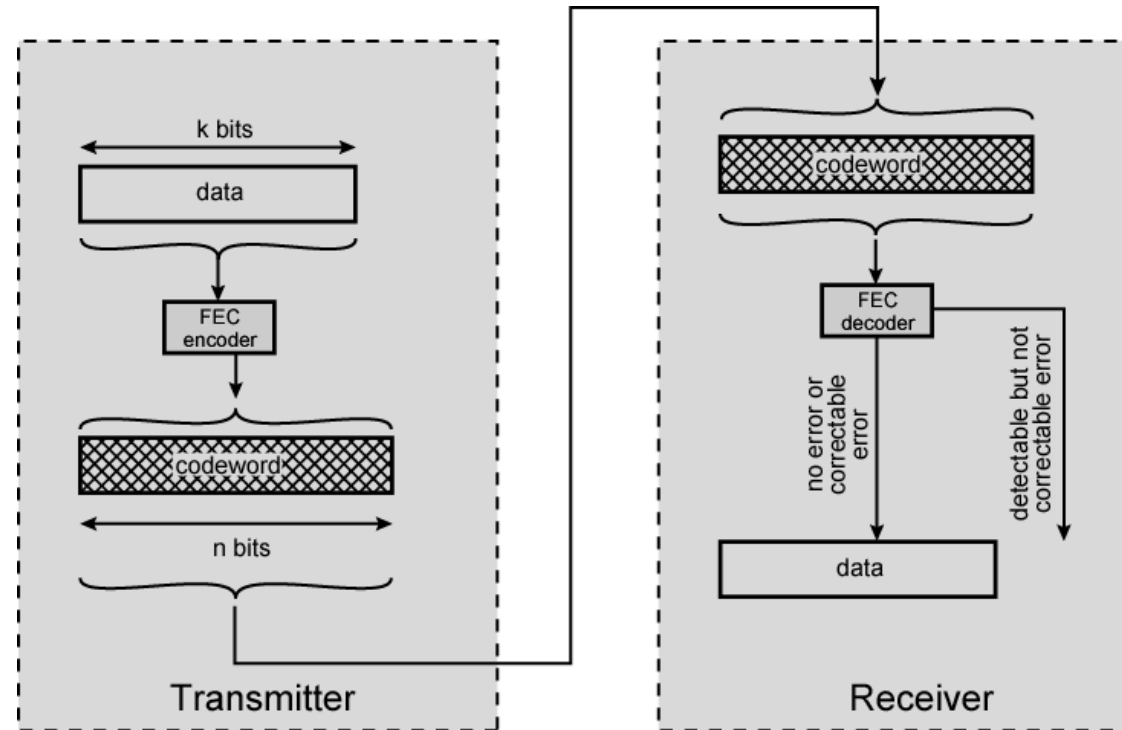 k bits
data
FEC
encoder
codeword
n bits
Transmitter
codeword
FEC
decoder
no error or
correctable
error
detectable but not
correctable error
data
Receiver